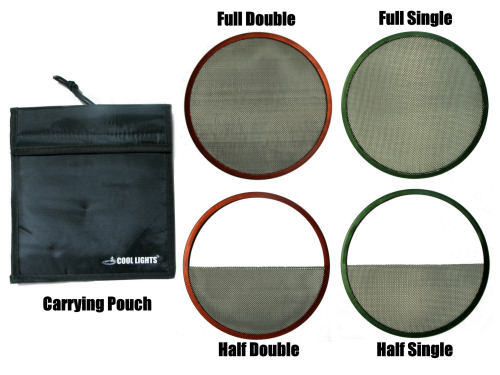 Full Double
Full Single
COOL LIGHTS
Carrying Pouch
Half Double
Half Single